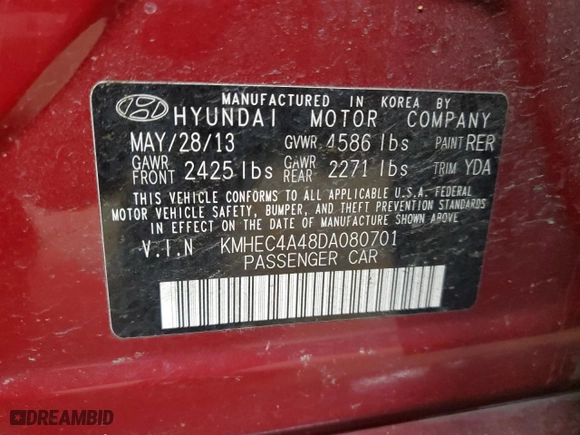 MANUFACTURED IN KOREA BY
HYUNDAI MOTOR COMPANY
MAY/28/13 GVWR 4586 lbs PAINT RER
GAWR FRONT 2425 lbs GAWR REAR 2271 lbs TRIM YDA
THIS VEHICLE CONFORMS TO ALL APPLICABLE U.S.A. FEDERAL
MOTOR VEHICLE SAFETY, BUMPER, AND THEFT PREVENTION STANDARDS
IN EFFECT ON THE DATE OF MANUFACTURE SHOWN ABOVE.
V.I.N KMHEC4A48DA080701
PASSENGER CAR
DREAMBID